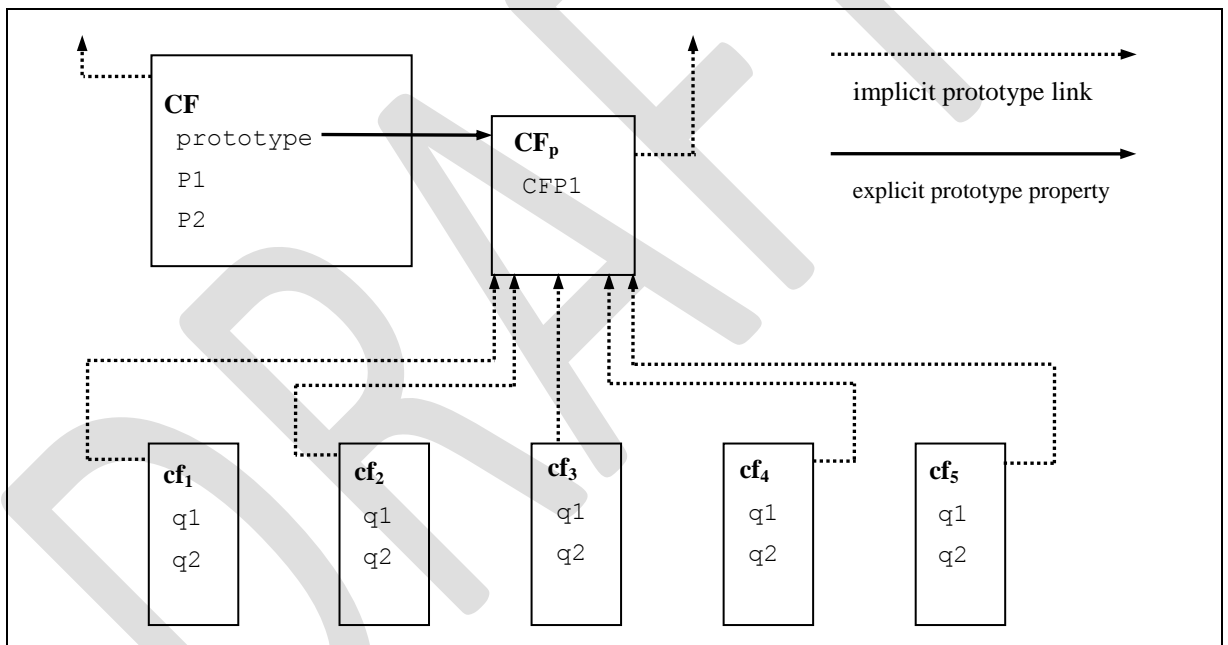 CF
prototype
P1
P2
CFp
CFP1
implicit prototype link
explicit prototype property
cf1
q1
q2
cf2
q1
q2
cf3
q1
q2
cf4
q1
q2
cf5
q1
q2
DRAFT